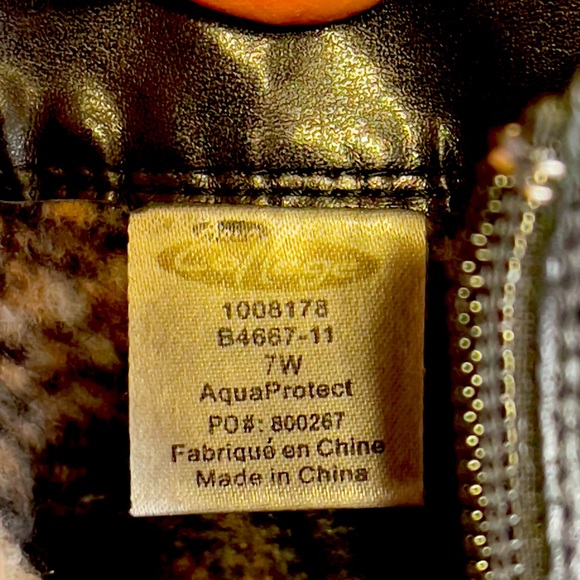 1008178
B4667-11
7W
AquaProtect
PO#: 800267
Fabriqué en Chine
Made in China